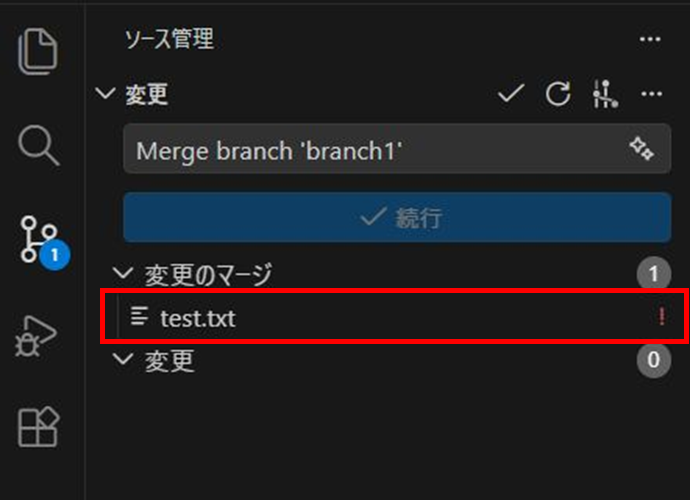 ソース管理
変更
Merge branch 'branch1'
続行
変更のマージ 1
test.txt !
1
変更 0